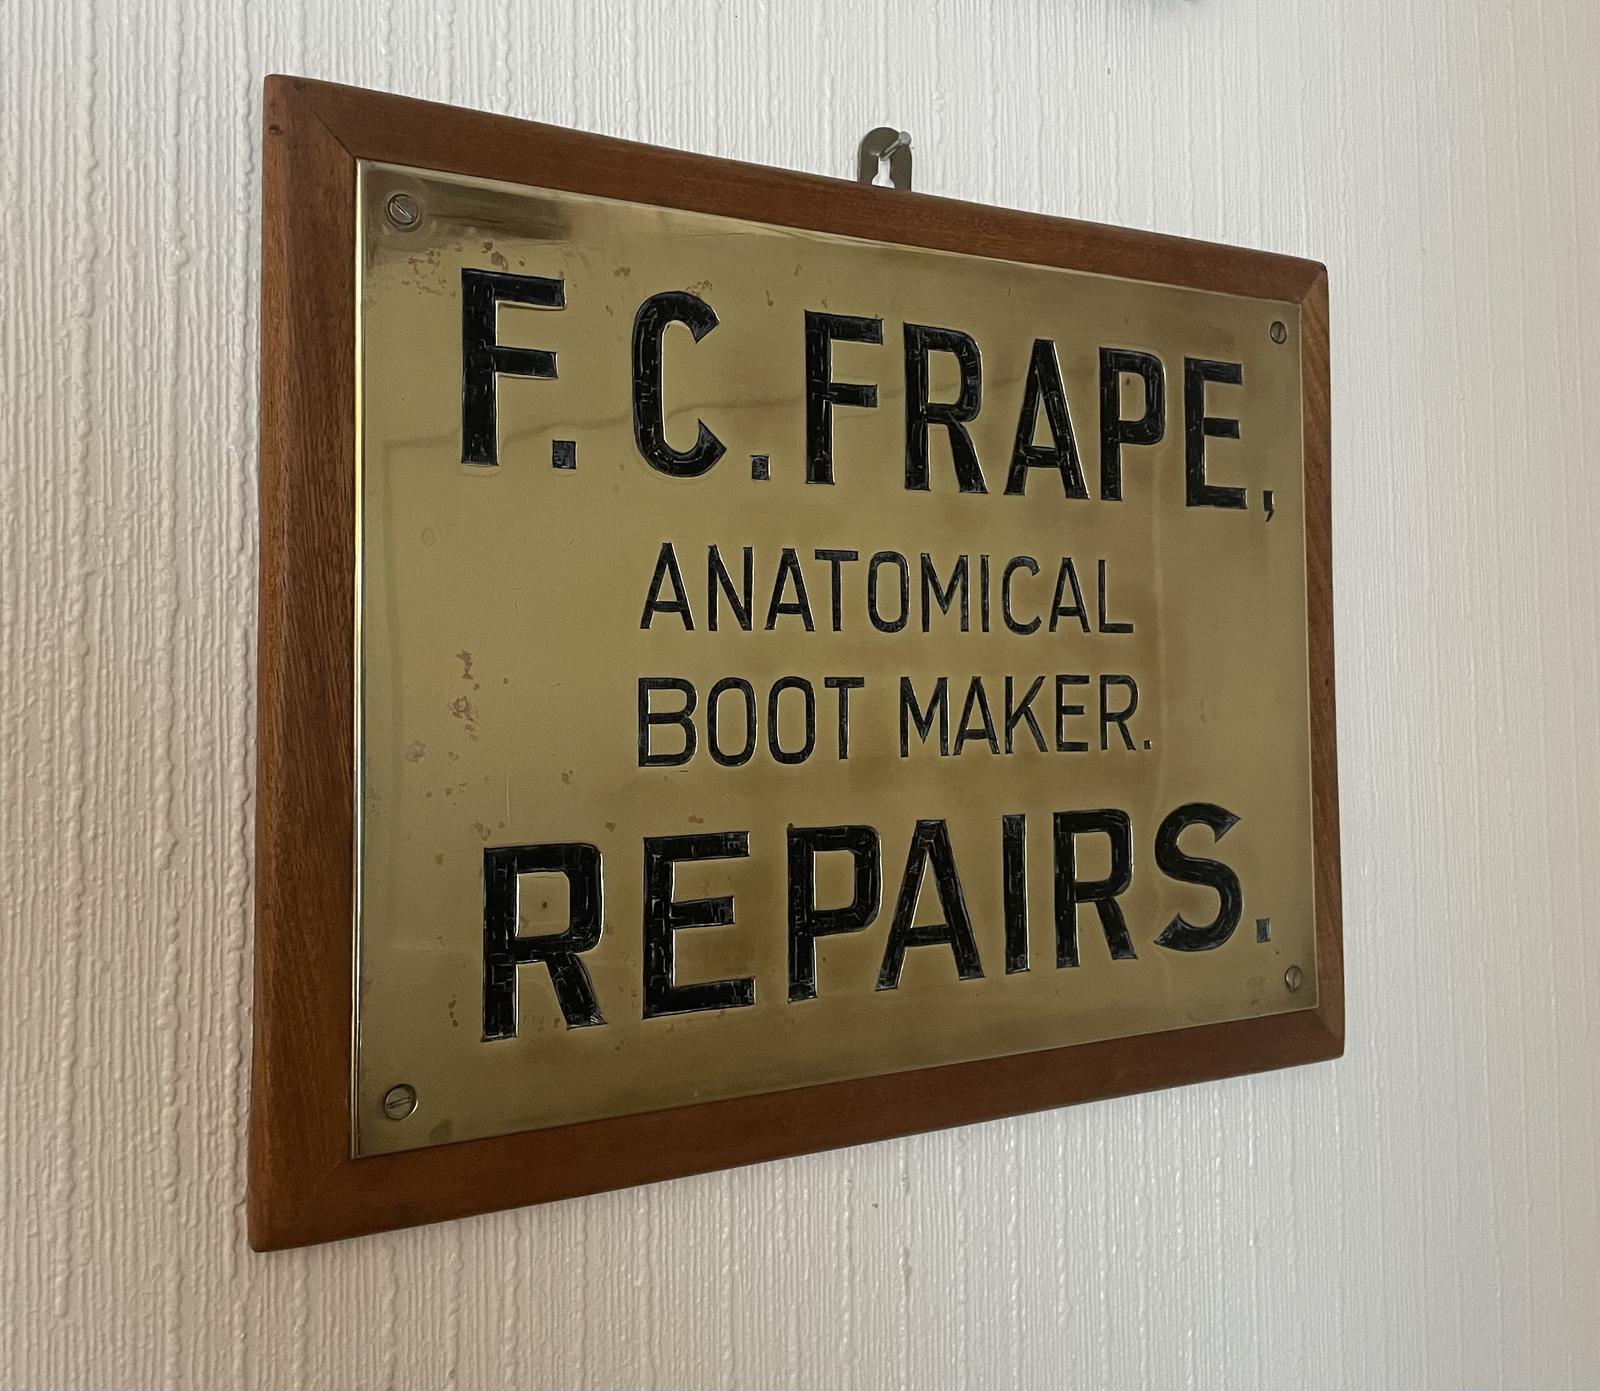 F. C. FRAPE,
ANATOMICAL
BOOT MAKER.
REPAIRS.